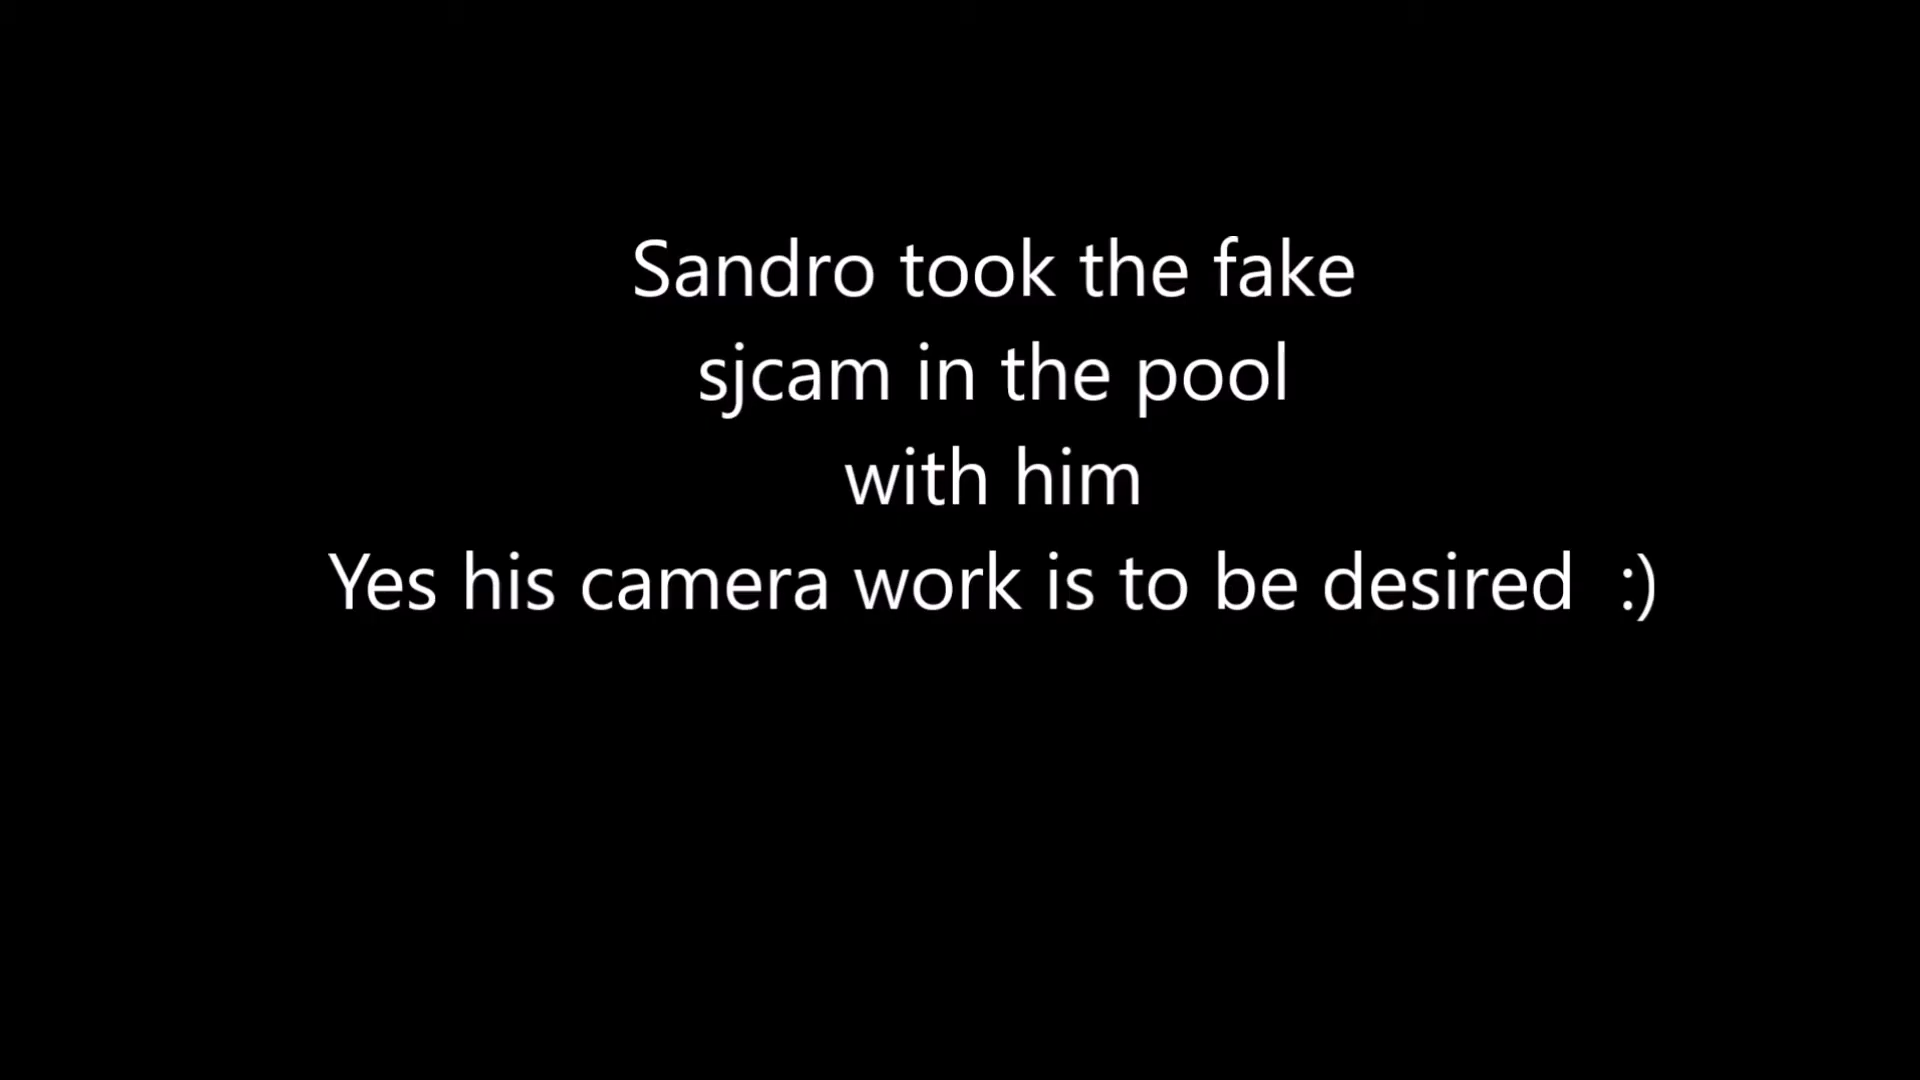 Sandro took the fake
sjcam in the pool
with him
Yes his camera work is to be desired  :)